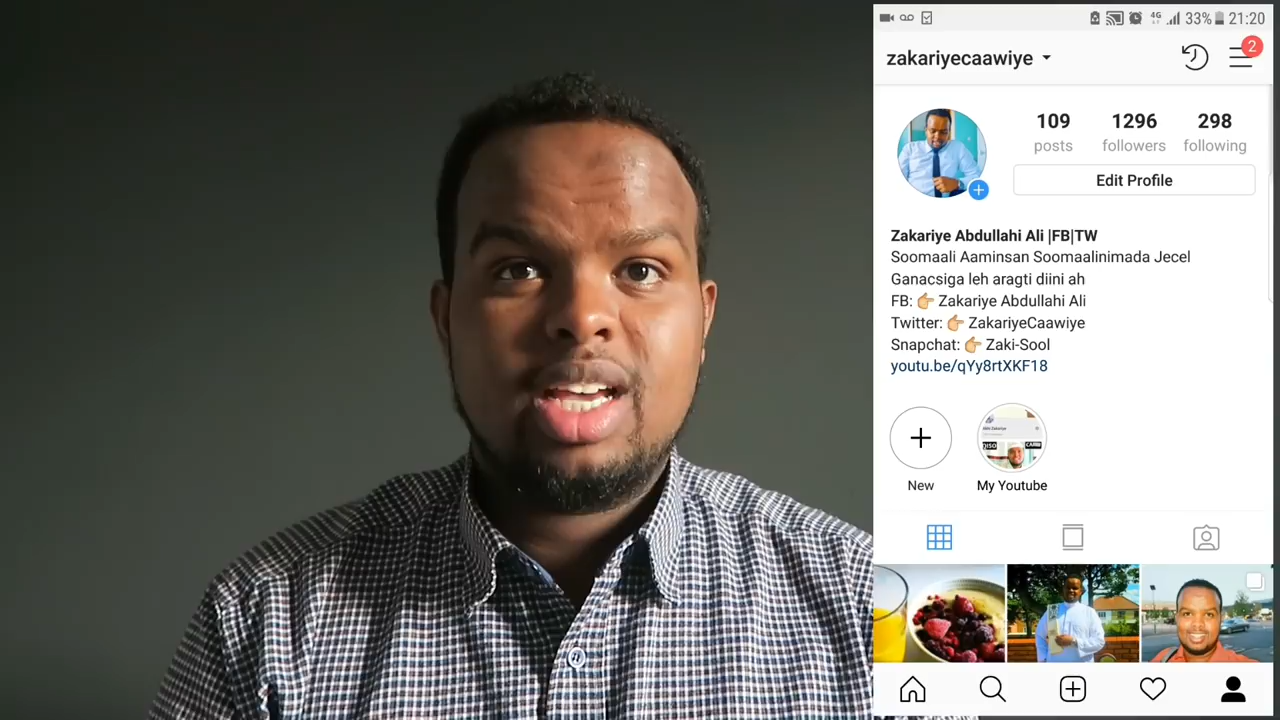 33% 21:20
zakariyecaawiye
2
109 1296 298
posts followers following
Edit Profile
Zakariye Abdullahi Ali |FB|TW
Soomaali Aaminsan Soomaalinimada Jecel
Ganacsiga leh aragti diini ah
FB: 👉 Zakariye Abdullahi Ali
Twitter: 👉 ZakariyeCaawiye
Snapchat: 👉 Zaki-Sool
youtu.be/qYy8rtXKF18
New My Youtube